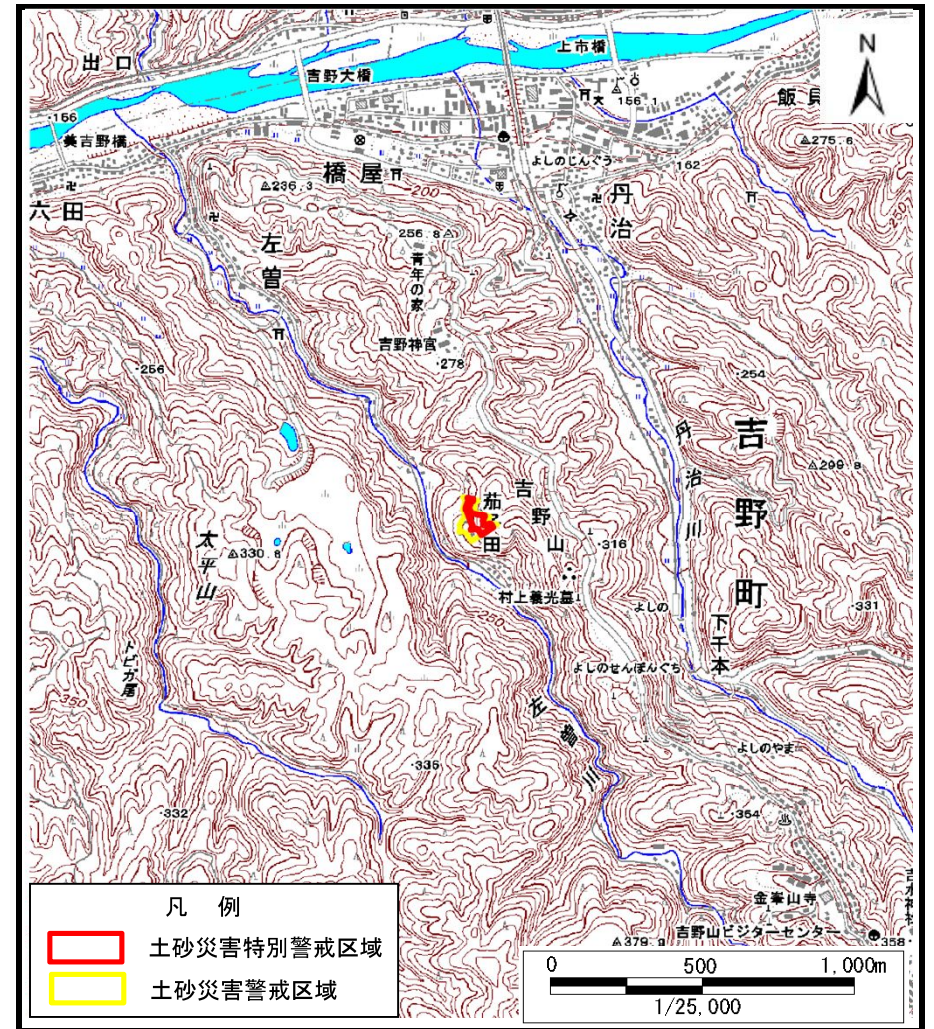 上市橋
出口
吉野大橋
N
156.1
飯貝
・156
美吉野橋
△275.6
よしのじんぐう
162
橋屋
△236.3
200
六田
丹治
左曽
256.8△
青年の家
吉野神宮
・278
・256
・254
丹治川
吉野町
△299.8
吉野山
茄子田
太平山
△330.8
・316
村上義光墓
よしの
250
・331
下千本
トビガ尾
よしのせんぼんぐち
350
左曽川
よしのやま
・335
・332
・354
金峯山寺
吉野山ビジターセンター
・358
△379.9
凡 例
土砂災害特別警戒区域
土砂災害警戒区域
0 500 1,000m
1/25,000